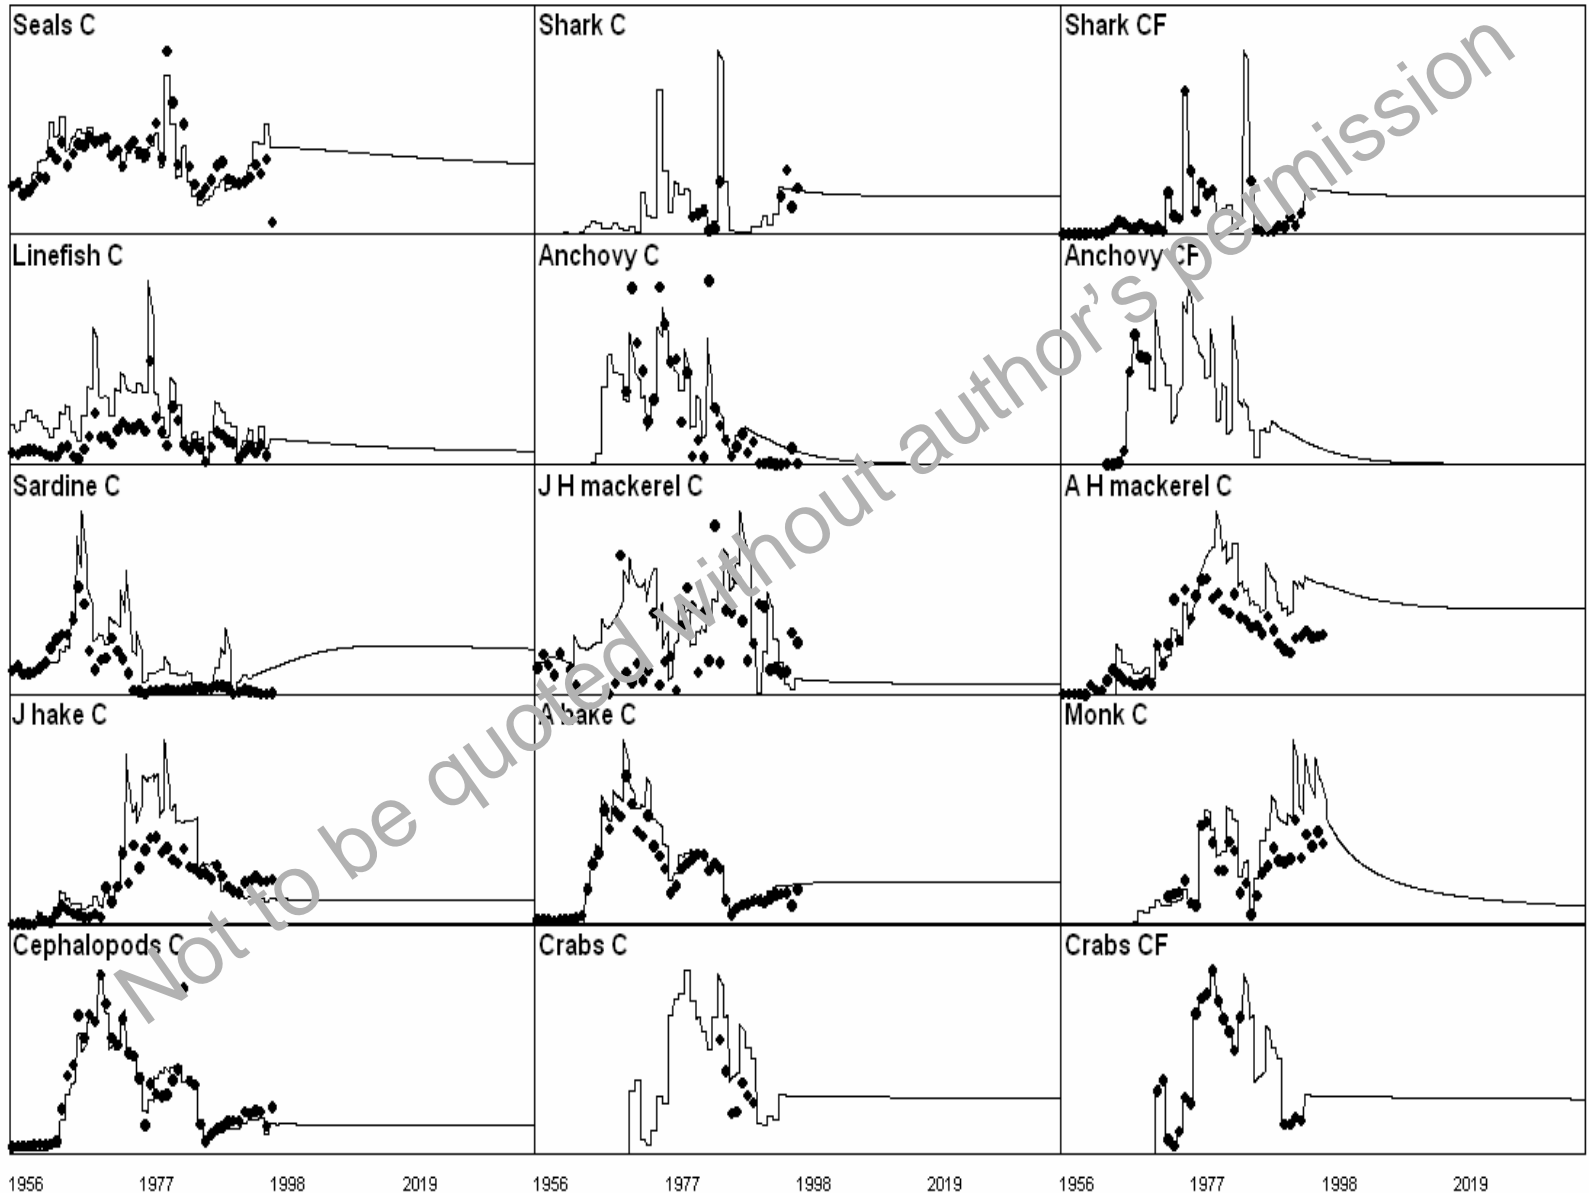 Seals C
Shark C
Shark CF
Linefish C
Anchovy C
Anchovy CF
Sardine C
J H mackerel C
A H mackerel C
J hake C
A hake C
Monk C
Cephalopods C
Crabs C
Crabs CF
1956 1977 1998 2019 1956 1977 1998 2019 1956 1977 1998 2019
Not to be quoted without author's permission